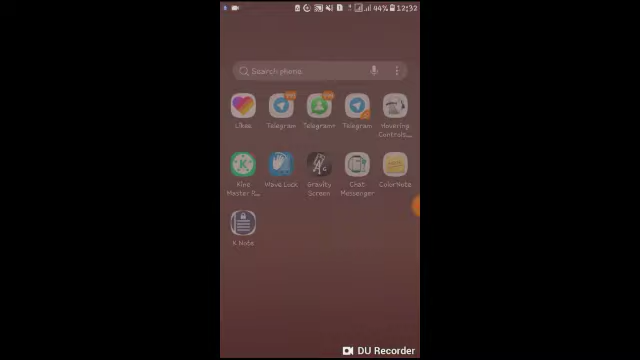 44% 12:32
Search phone
Likee
Telegram
Telegram
Telegram
Hovering Controls...
Kine Master P...
Wave Lock
Gravity Screen
Chat Messenger
ColorNote
K Note
DU Recorder